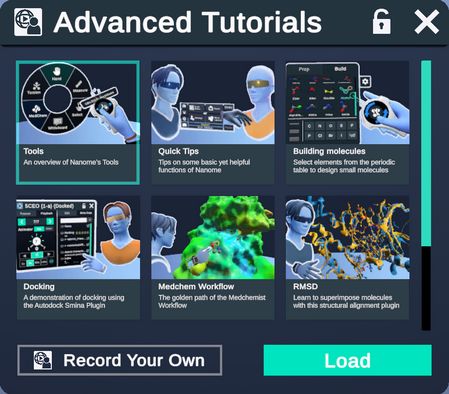 Advanced Tutorials
Hand
Measure
Select
Whiteboard
MedChem
Tools
An overview of Nanome's Tools
Quick Tips
Tips on some basic yet helpful
functions of Nanome
Prep
Build
Building molecules
Select elements from the periodic
table to design small molecules
5CEO [1-a] (Docked)
Docking
A demonstration of docking using
the Autodock Smina Plugin
Medchem Workflow
The golden path of the Medchemist
Workflow
RMSD
Learn to superimpose molecules
with this structural alignment plugin
Record Your Own
Load